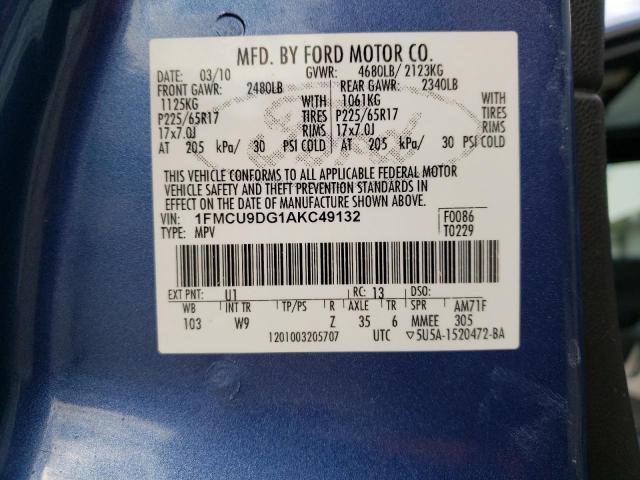 MFD. BY FORD MOTOR CO.
DATE: 03/10 GVWR: 4680LB/ 2123KG
FRONT GAWR: 2480LB REAR GAWR: 2340LB
1125KG WITH 1061KG WITH
P225/65R17 TIRES P225/65R17 TIRES
17x7.0J RIMS 17x7.0J RIMS
AT 205 kPa/ 30 PSI COLD AT 205 kPa/ 30 PSI COLD
THIS VEHICLE CONFORMS TO ALL APPLICABLE FEDERAL MOTOR
VEHICLE SAFETY AND THEFT PREVENTION STANDARDS IN
EFFECT ON THE DATE OF MANUFACTURE SHOWN ABOVE.
VIN: 1FMCU9DG1AKC49132 F0086
TYPE: MPV T0229
EXT PNT: U1 RC: 13 DSO:
WB INT TR TP/PS R AXLE TR SPR AM71F
103 W9 Z 35 6 MMEE 305
1201003205707 UTC ▽5U5A-1520472-BA